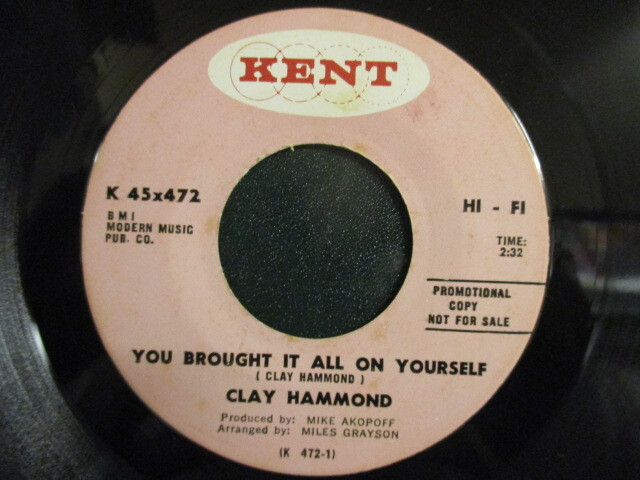 KENT
K 45x472
BMI
MODERN MUSIC
PUB. CO.
HI - FI
TIME:
2:32
PROMOTIONAL
COPY
NOT FOR SALE
YOU BROUGHT IT ALL ON YOURSELF
( CLAY HAMMOND )
CLAY HAMMOND
Produced by: MIKE AKOPOFF
Arranged by: MILES GRAYSON
(K 472-1)